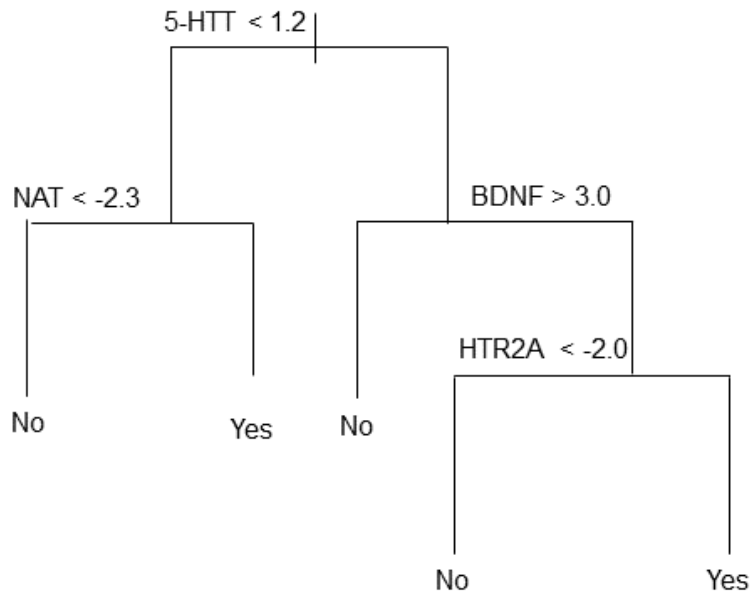 5-HTT < 1.2
NAT < -2.3
BDNF > 3.0
HTR2A < -2.0
No
Yes
No
No
Yes